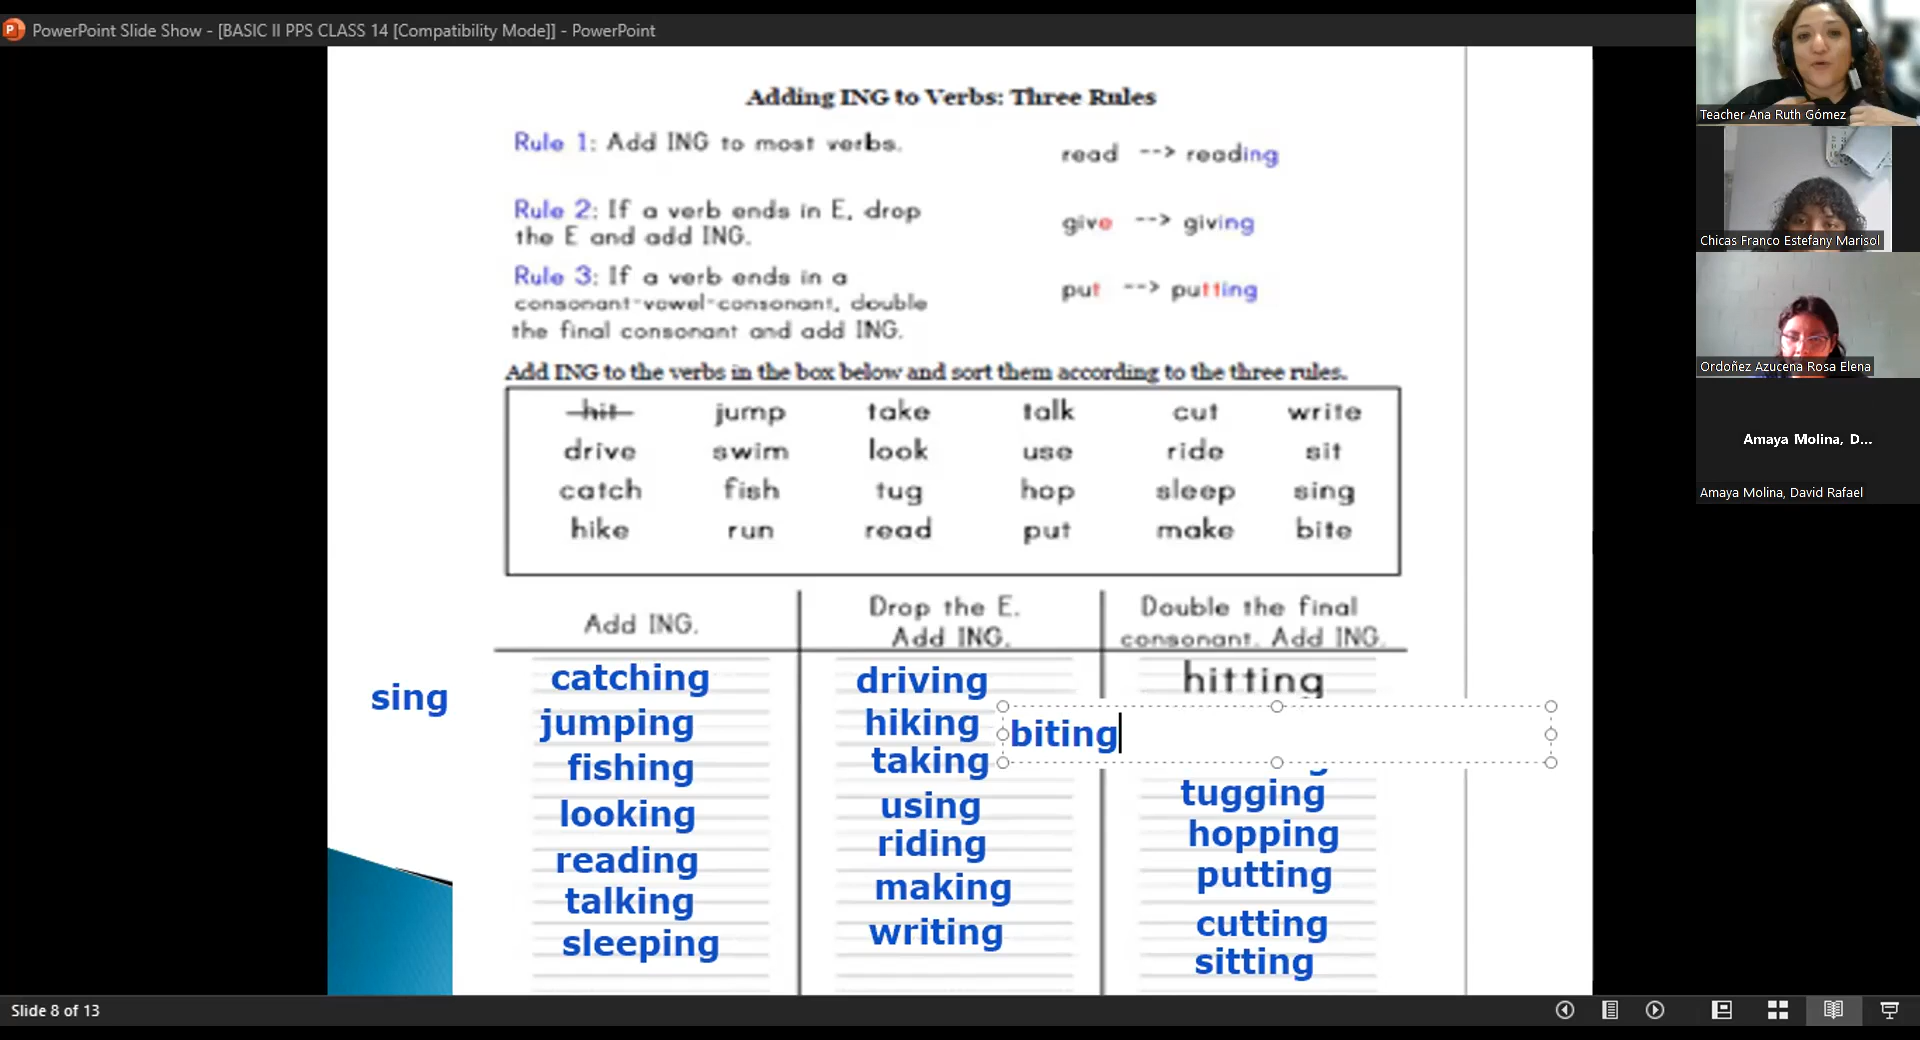 PowerPoint Slide Show - [BASIC II PPS CLASS 14 [Compatibility Mode]] - PowerPoint
Adding ING to Verbs: Three Rules
Rule 1: Add ING to most verbs.
read --> reading
Rule 2: If a verb ends in E, drop
the E and add ING.
give --> giving
Rule 3: If a verb ends in a
consonant-vowel-consonant, double
the final consonant and add ING.
put --> putting
Add ING to the verbs in the box below and sort them according to the three rules.
hit jump take talk cut write
drive swim look use ride sit
catch fish tug hop sleep sing
hike run read put make bite
Add ING.
Drop the E.
Add ING.
Double the final
consonant. Add ING.
sing
catching
jumping
fishing
looking
reading
talking
sleeping
driving
hiking
taking
using
riding
making
writing
biting
hitting
tugging
hopping
putting
cutting
sitting
Slide 8 of 13
Teacher Ana Ruth Gómez
Chicas Franco Estefany Marisol
Ordoñez Azucena Rosa Elena
Amaya Molina, D...
Amaya Molina, David Rafael